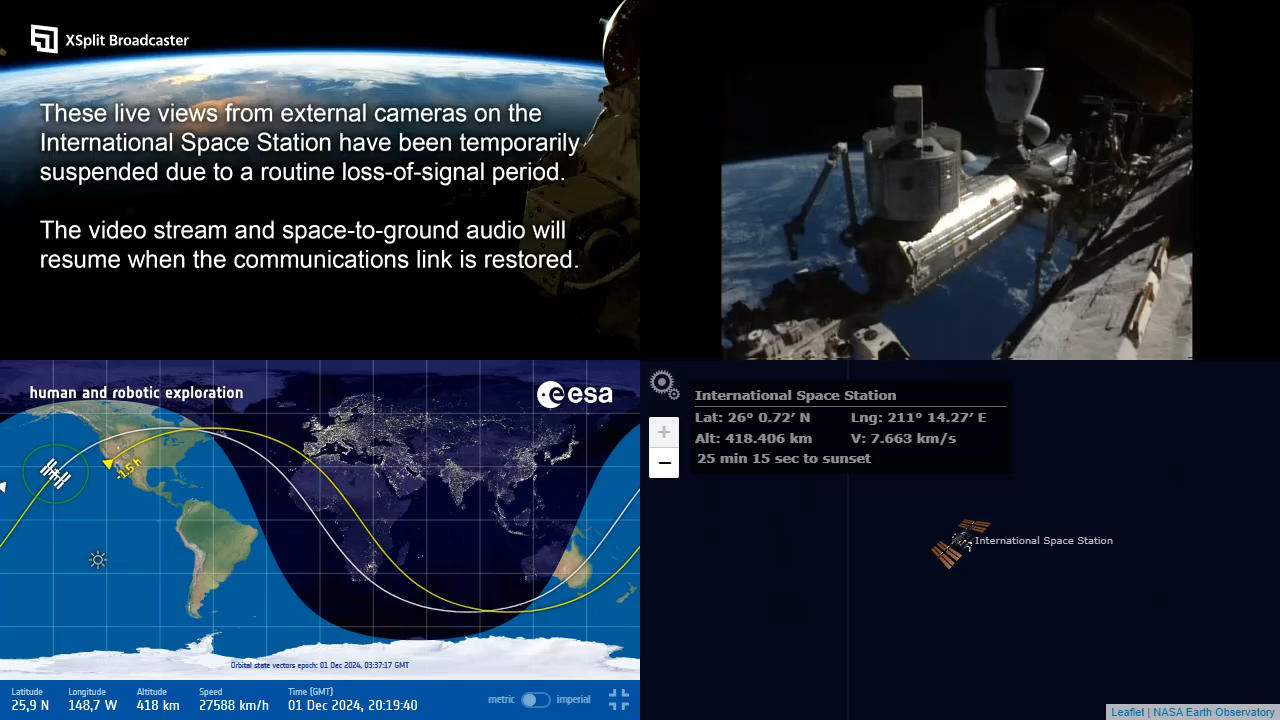 XSplit Broadcaster
These live views from external cameras on the
International Space Station have been temporarily
suspended due to a routine loss-of-signal period.
The video stream and space-to-ground audio will
resume when the communications link is restored.
human and robotic exploration
esa
-1.5 h
Orbital state vectors epoch: 01 Dec 2024, 03:37:17 GMT
Latitude
25,9 N
Longitude
148,7 W
Altitude
418 km
Speed
27588 km/h
Time (GMT)
01 Dec 2024, 20:19:40
metric
imperial
+
−
International Space Station
Lat: 26° 0.72′ N Lng: 211° 14.27′ E
Alt: 418.406 km V: 7.663 km/s
25 min 15 sec to sunset
International Space Station
Leaflet | NASA Earth Observatory